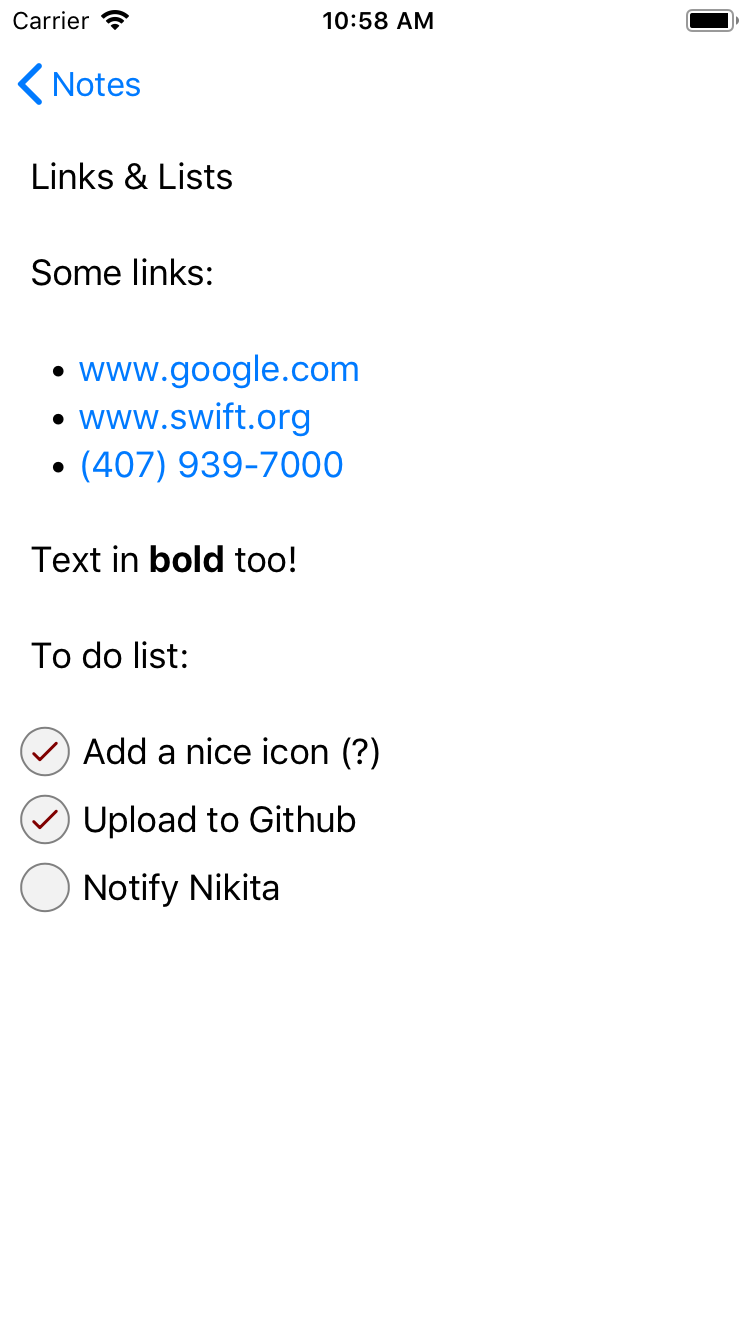 Carrier 10:58 AM
Notes
Links & Lists
Some links:
• www.google.com
• www.swift.org
• (407) 939-7000
Text in bold too!
To do list:
Add a nice icon (?)
Upload to Github
Notify Nikita